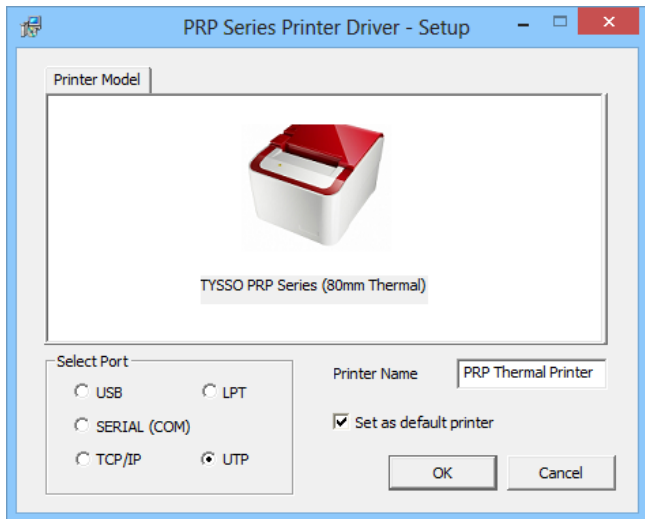 PRP Series Printer Driver - Setup
Printer Model
TYSSO PRP Series (80mm Thermal)
Select Port
USB
LPT
SERIAL (COM)
TCP/IP
UTP
Printer Name
PRP Thermal Printer
Set as default printer
OK
Cancel